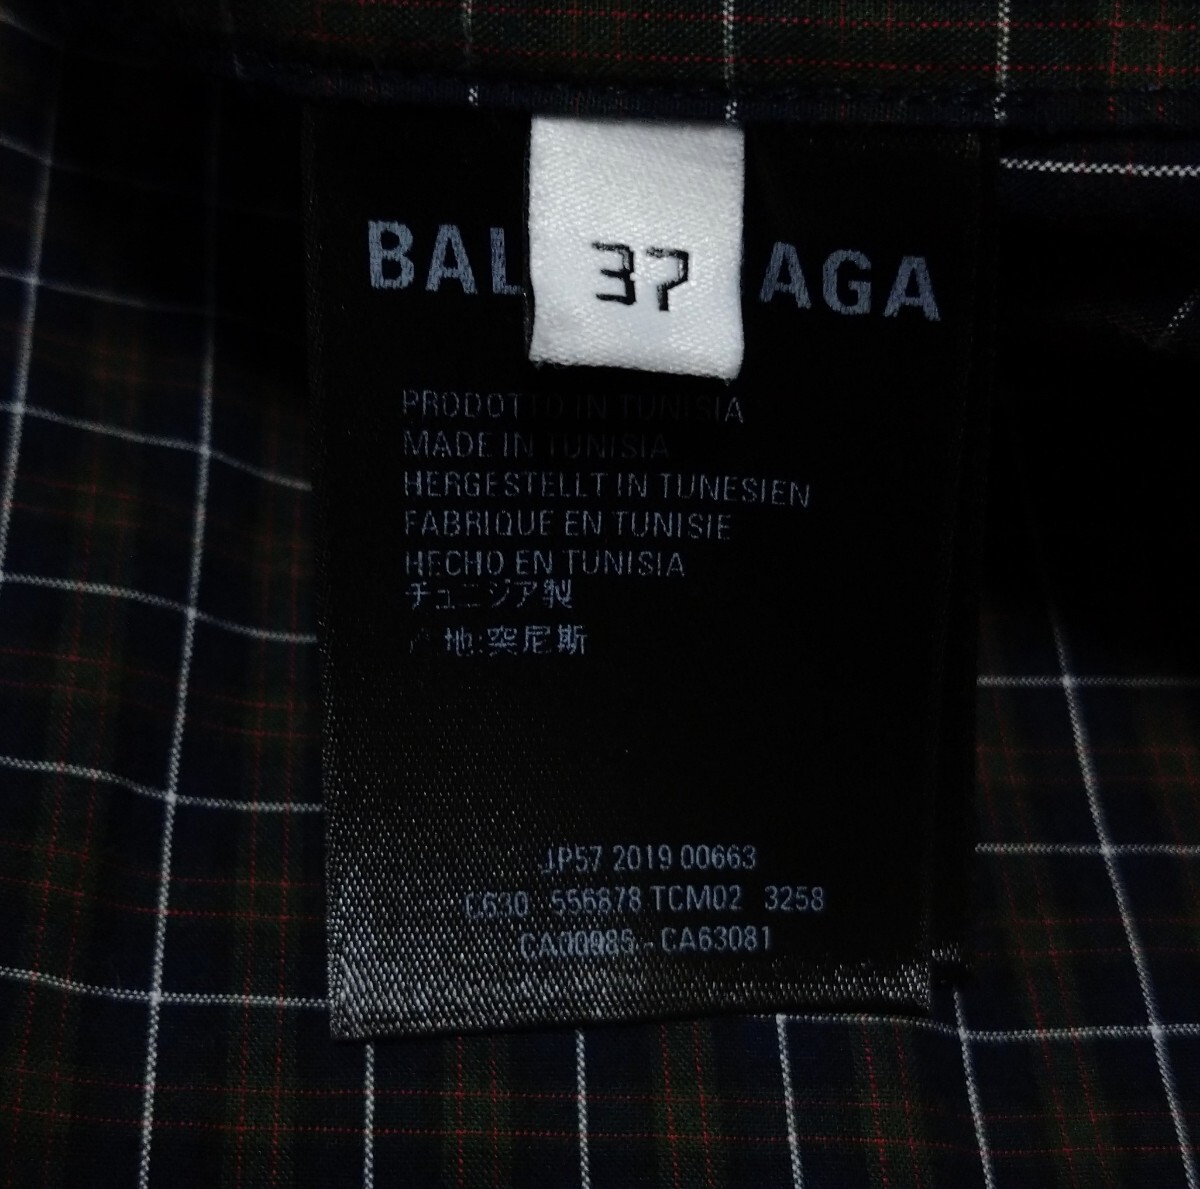 BAL AGA
37
PRODOTTO IN TUNISIA
MADE IN TUNISIA
HERGESTELLT IN TUNESIEN
FABRIQUE EN TUNISIE
HECHO EN TUNISIA
チュニジア製
地:突尼斯
JP57 2019 00663
C630 556878 TCM02 3258
CA00985 - CA63081